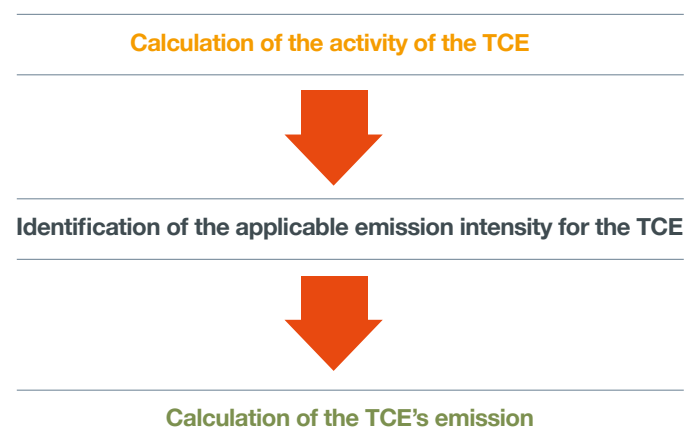 Calculation of the activity of the TCE
Identification of the applicable emission intensity for the TCE
Calculation of the TCE’s emission